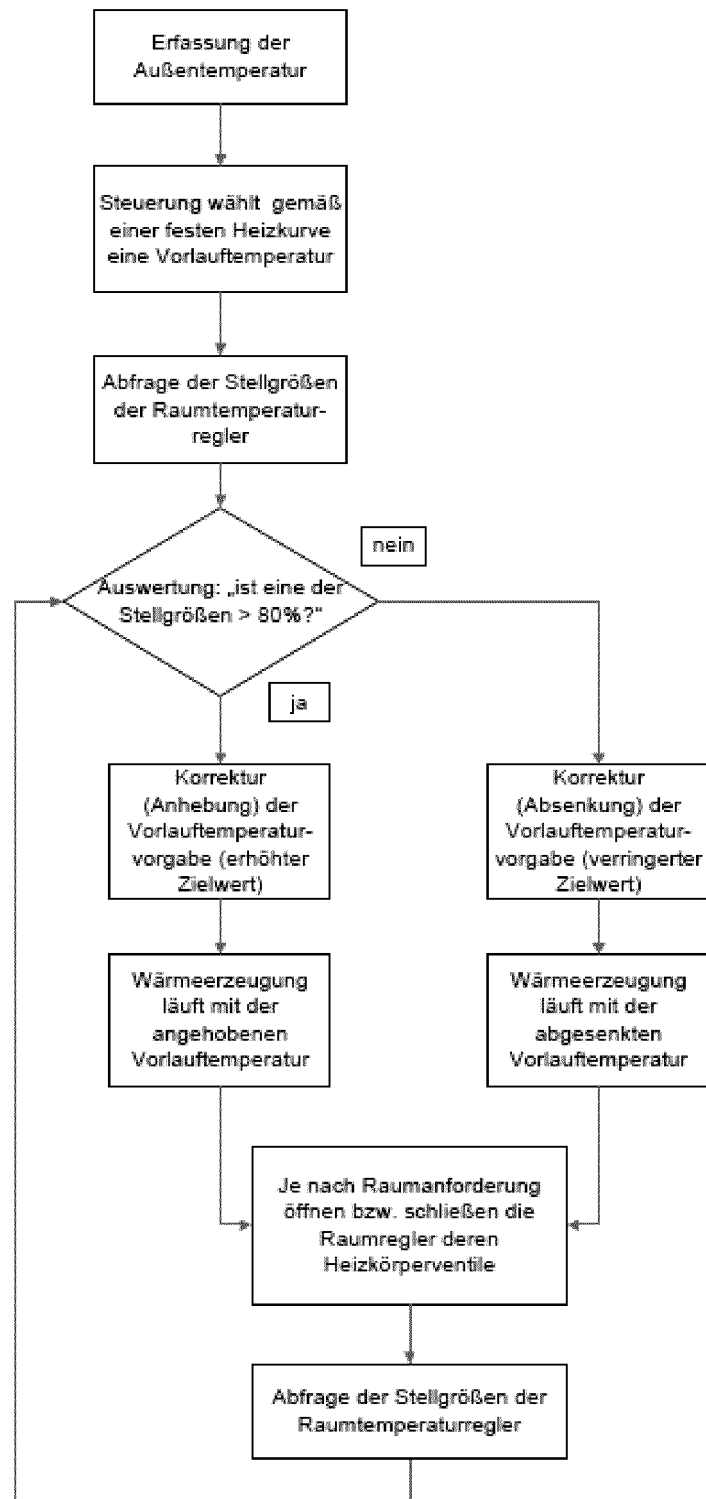 Erfassung der
Außentemperatur
Steuerung wählt gemäß
einer festen Heizkurve
eine Vorlauftemperatur
Abfrage der Stellgrößen
der Raumtemperatur-
regler
nein
Auswertung: „ist eine der
Stellgrößen > 80%?“
ja
Korrektur
(Anhebung) der
Vorlauftemperatur-
vorgabe (erhöhter
Zielwert)
Korrektur
(Absenkung) der
Vorlauftemperatur-
vorgabe (verringerter
Zielwert)
Wärmeerzeugung
läuft mit der
angehobenen
Vorlauftemperatur
Wärmeerzeugung
läuft mit der
abgesenkten
Vorlauftemperatur
Je nach Raumanforderung
öffnen bzw. schließen die
Raumregler deren
Heizkörperventile
Abfrage der Stellgrößen der
Raumtemperaturregler